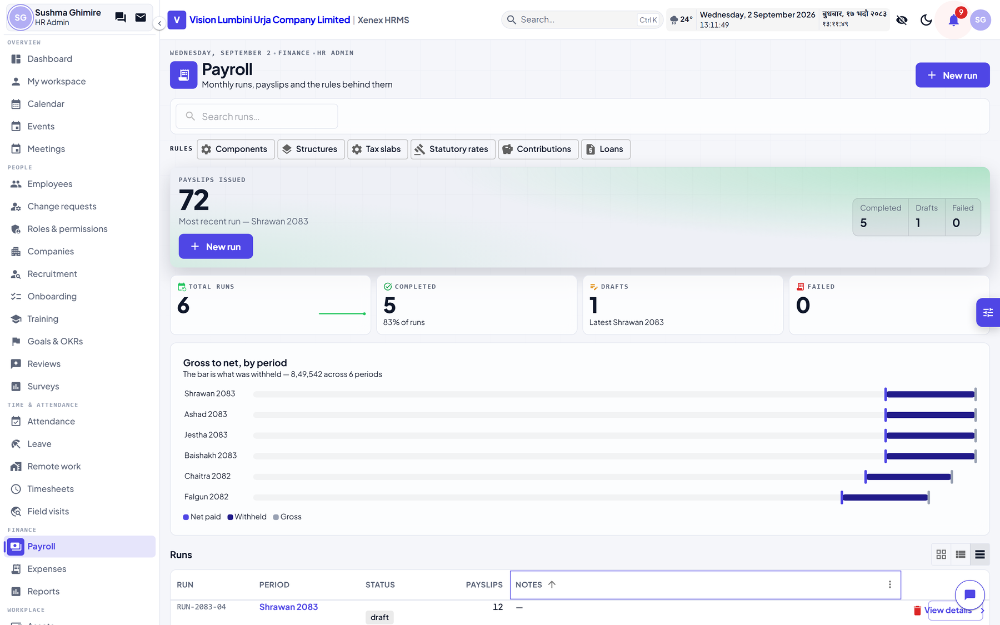 SG
Sushma Ghimire
HR Admin
V
Vision Lumbini Urja Company Limited | Xenex HRMS
Search...
Ctrl K
24°
Wednesday, 2 September 2026
13:11:49
बुधबार, १७ भदौ २०८३
१३:११:४९
9
SG
OVERVIEW
Dashboard
My workspace
Calendar
Events
Meetings
PEOPLE
Employees
Change requests
Roles & permissions
Companies
Recruitment
Onboarding
Training
Goals & OKRs
Reviews
Surveys
TIME & ATTENDANCE
Attendance
Leave
Remote work
Timesheets
Field visits
FINANCE
Payroll
Expenses
Reports
WORKPLACE
WEDNESDAY, SEPTEMBER 2 • FINANCE • HR ADMIN
Payroll
Monthly runs, payslips and the rules behind them
New run
Search runs...
RULES
Components
Structures
Tax slabs
Statutory rates
Contributions
Loans
PAYSLIPS ISSUED
72
Most recent run — Shrawan 2083
New run
Completed
5
Drafts
1
Failed
0
TOTAL RUNS
6
COMPLETED
5
83% of runs
DRAFTS
1
Latest Shrawan 2083
FAILED
0
Gross to net, by period
The bar is what was withheld — 8,49,542 across 6 periods
Shrawan 2083
Ashad 2083
Jestha 2083
Baishakh 2083
Chaitra 2082
Falgun 2082
Net paid
Withheld
Gross
Runs
RUN
PERIOD
STATUS
PAYSLIPS
NOTES
RUN-2083-04
Shrawan 2083
draft
12
—
View details